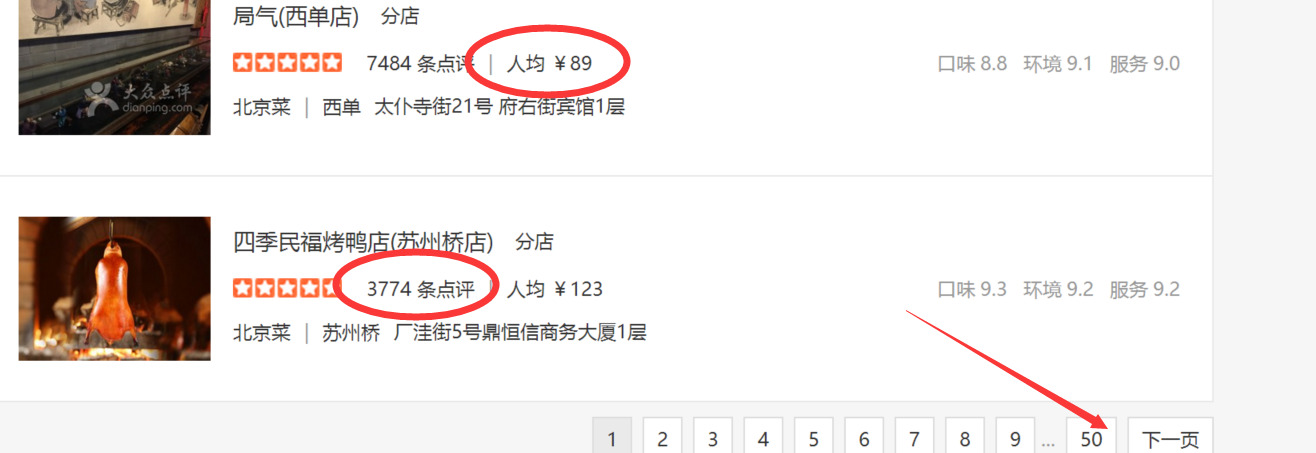 局气(西单店) 分店
7484 条点评 | 人均 ￥89 口味 8.8 环境 9.1 服务 9.0
大众点评
dianping.com
北京菜 | 西单 太仆寺街21号 府右街宾馆1层
四季民福烤鸭店(苏州桥店) 分店
3774 条点评 | 人均 ￥123 口味 9.3 环境 9.2 服务 9.2
北京菜 | 苏州桥 厂洼街5号鼎恒信商务大厦1层
1 2 3 4 5 6 7 8 9 ... 50 下一页